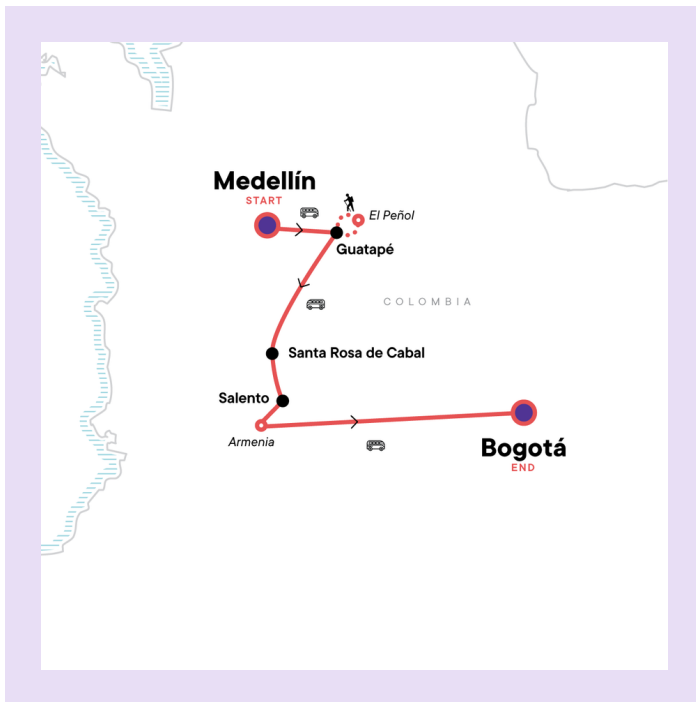 Medellín
START
El Peñol
Guatapé
COLOMBIA
Santa Rosa de Cabal
Salento
Armenia
Bogotá
END